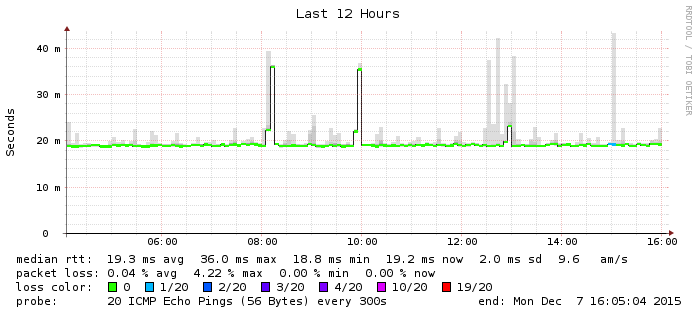 Last 12 Hours
RRDTOOL / TOBI OETIKER
Seconds
40 m
30 m
20 m
10 m
0
06:00 08:00 10:00 12:00 14:00 16:00
median rtt: 19.3 ms avg 36.0 ms max 18.8 ms min 19.2 ms now 2.0 ms sd 9.6 am/s
packet loss: 0.04 % avg 4.22 % max 0.00 % min 0.00 % now
loss color: 0 1/20 2/20 3/20 4/20 10/20 19/20
probe: 20 ICMP Echo Pings (56 Bytes) every 300s end: Mon Dec 7 16:05:04 2015